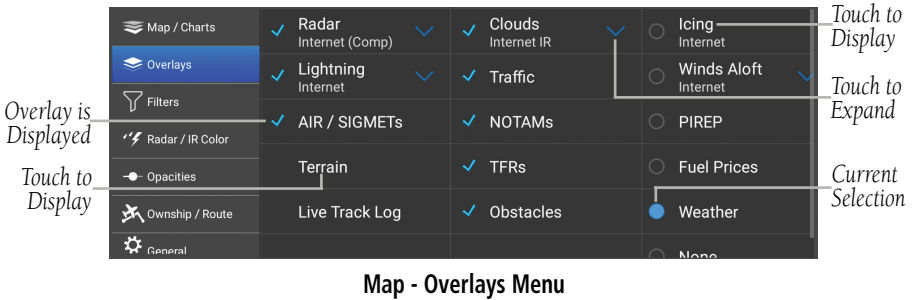 Map / Charts
Overlays
Filters
Radar / IR Color
Opacities
Ownship / Route
General
Radar
Internet (Comp)
Lightning
Internet
AIR / SIGMETs
Terrain
Live Track Log
Clouds
Internet IR
Traffic
NOTAMs
TFRs
Obstacles
Icing
Internet
Winds Aloft
Internet
PIREP
Fuel Prices
Weather
None
Overlay is
Displayed
Touch to
Display
Touch to
Display
Touch to
Expand
Current
Selection
Map - Overlays Menu